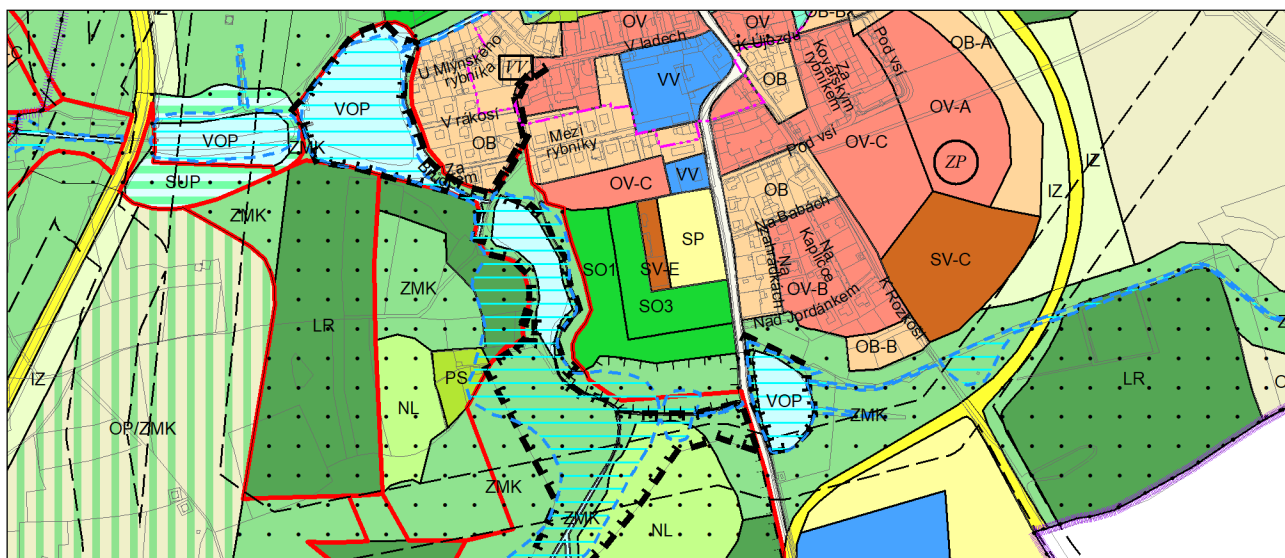 OV
OV
OB-B
V ladech
K Újezdu
U Mlýnského
rybníka
VV
VV
OB
Za
Kovářským
rybníkem
Pod vsí
OB-A
VOP
V rákosí
OB
Mezi
rybníky
OV-A
OV-C
Pod vsí
ZP
VOP
ZMK
Za
SUP
OV-C
VV
OB
IZ
IZ
ZMK
Na Babách
Na
Zahrádkách
Na
Kapličce
SP
SO1
SV-E
SV-C
ZMK
OV-B
SO3
Nad Jordánkem
K Rozkoši
LR
OB-B
IZ
PS
LR
NL
VOP
ZMK
OP/ZMK
ZMK
ZMK
NL